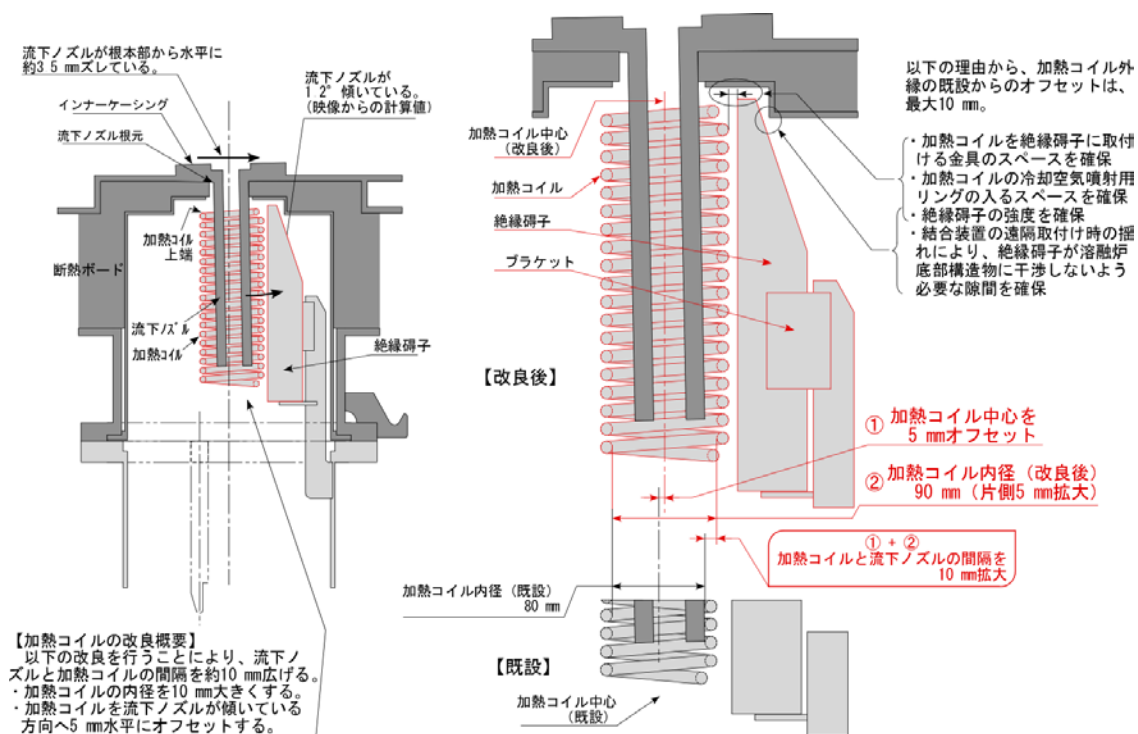 流下ノズルが根本部から水平に
約35 mmズレている。
インナーケーシング
流下ノズル根元
流下ノズルが
12°傾いている。
(映像からの計算値)
加熱コイル
上端
断熱ボード
流下ノズル
加熱コイル
絶縁碍子
【加熱コイルの改良概要】
以下の改良を行うことにより、流下ノ
ズルと加熱コイルの間隔を約10 mm広げる。
・加熱コイルの内径を10 mm大きくする。
・加熱コイルを流下ノズルが傾いている
方向へ5 mm水平にオフセットする。
加熱コイル中心
(改良後)
加熱コイル
絶縁碍子
ブラケット
【改良後】
以下の理由から、加熱コイル外
縁の既設からのオフセットは、
最大10 mm。
・加熱コイルを絶縁碍子に取付
ける金具のスペースを確保
・加熱コイルの冷却空気噴射用
リングの入るスペースを確保
・絶縁碍子の強度を確保
・結合装置の遠隔取付け時の揺
れにより、絶縁碍子が溶融炉
底部構造物に干渉しないよう
必要な隙間を確保
① 加熱コイル中心を
5 mmオフセット
② 加熱コイル内径(改良後)
90 mm(片側5 mm拡大)
① + ②
加熱コイルと流下ノズルの間隔を
10 mm拡大
加熱コイル内径(既設)
80 mm
【既設】
加熱コイル中心
(既設)